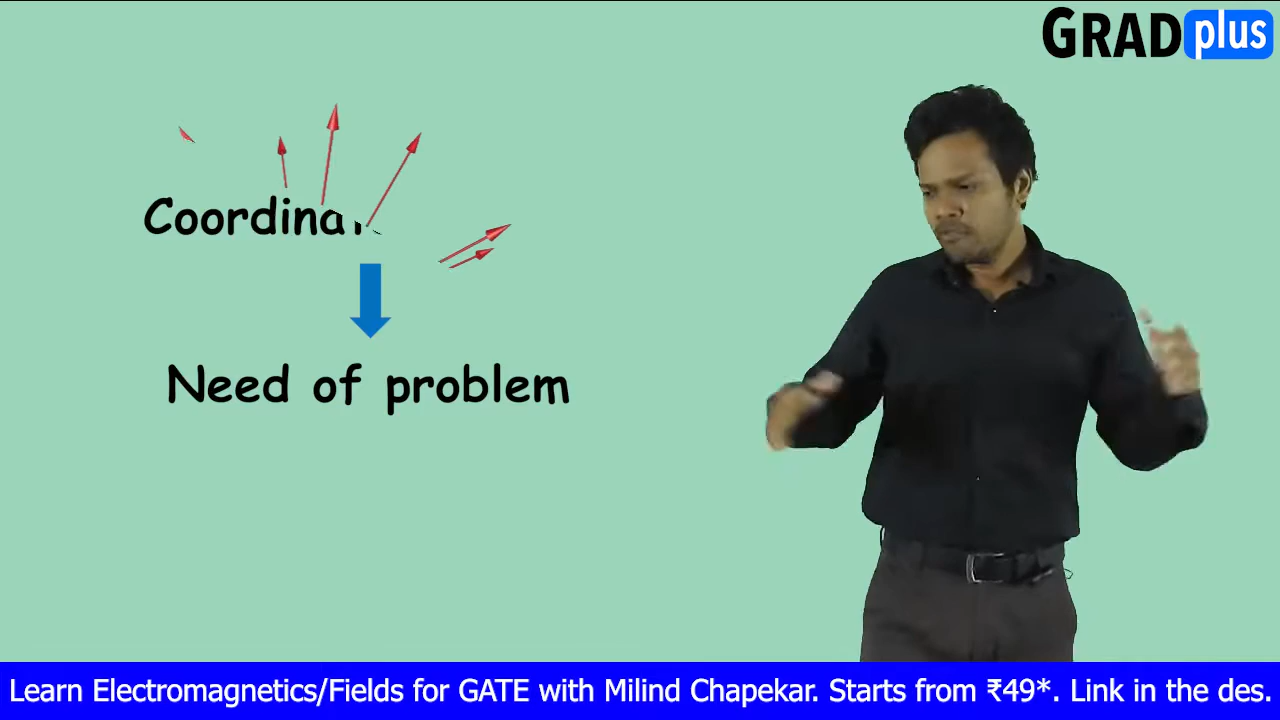 GRADplus
Need of problem
Learn Electromagnetics/Fields for GATE with Milind Chapekar. Starts from ₹49*. Link in the des.